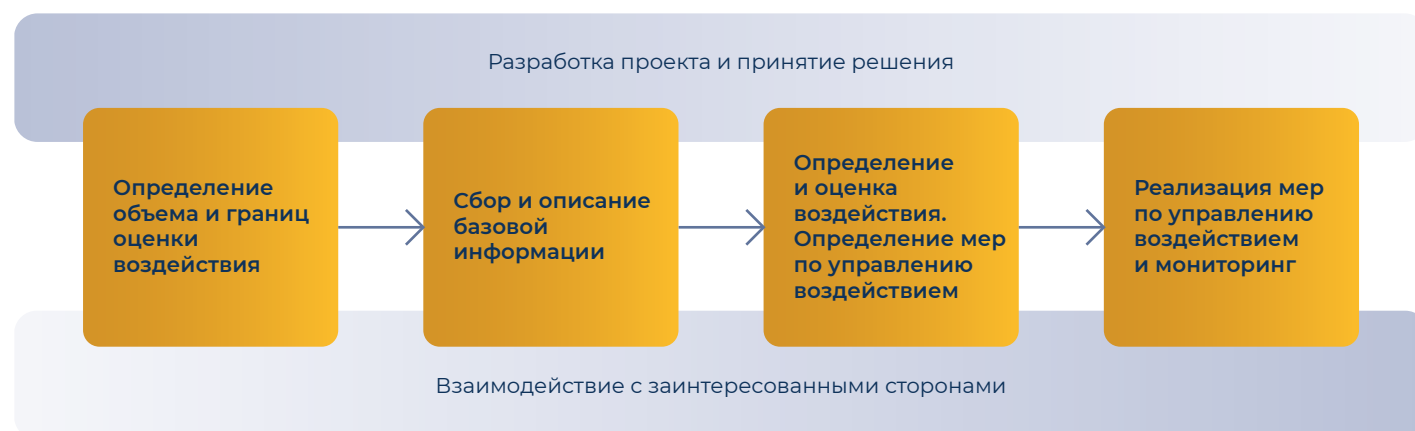 Разработка проекта и принятие решения
Определение
объема и границ
оценки
воздействия
Сбор и описание
базовой
информации
Определение
и оценка
воздействия.
Определение мер
по управлению
воздействием
Реализация мер
по управлению
воздействием
и мониторинг
Взаимодействие с заинтересованными сторонами